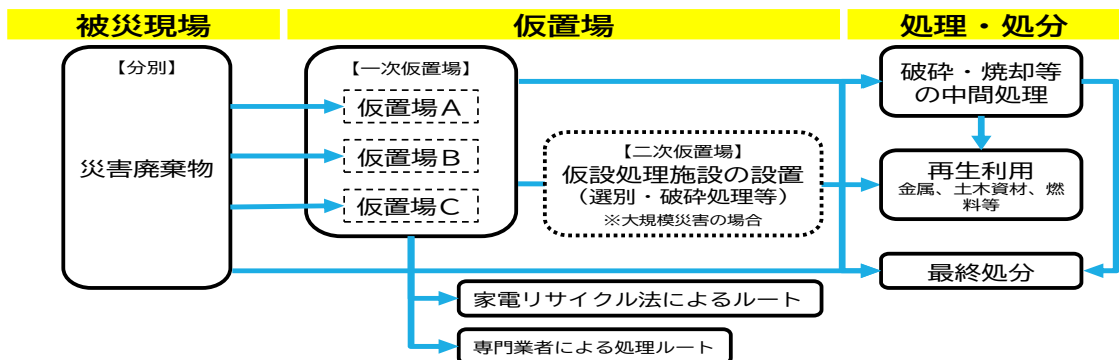 被災現場
仮置場
処理・処分
【分別】
災害廃棄物
【一次仮置場】
仮置場A
仮置場B
仮置場C
【二次仮置場】
仮設処理施設の設置
（選別・破砕処理等）
※大規模災害の場合
破砕・焼却等
の中間処理
再生利用
金属、土木資材、燃
料等
最終処分
家電リサイクル法によるルート
専門業者による処理ルート